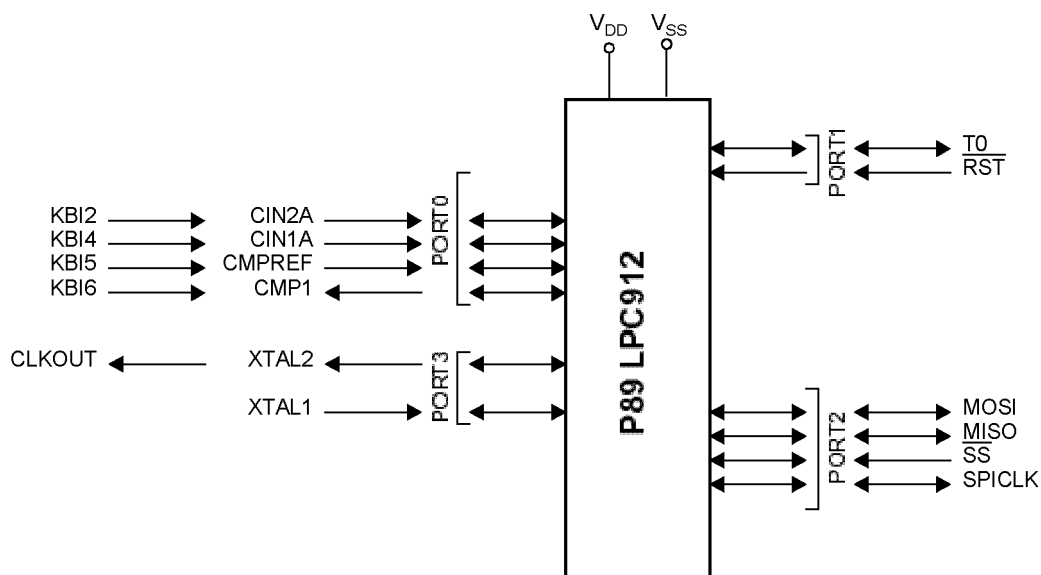 VDD VSS
PORT1
T0
RST
KBI2 CIN2A
KBI4 CIN1A
KBI5 CMPREF
KBI6 CMP1
PORT0
CLKOUT XTAL2
XTAL1
PORT3
P89 LPC912
PORT2
MOSI
MISO
SS
SPICLK